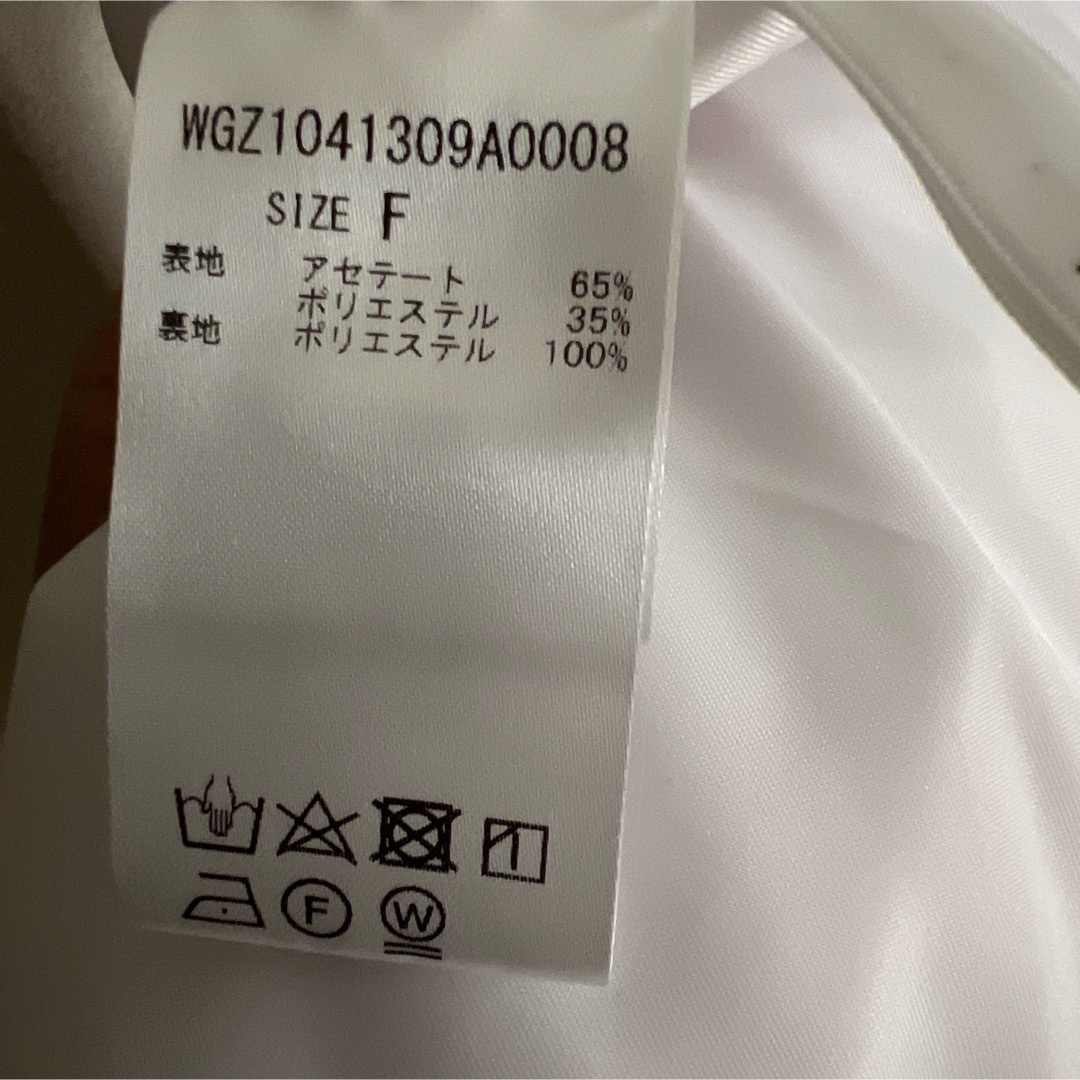 WGZ1041309A0008
SIZE F
表地 アセテート 65%
ポリエステル 35%
裏地 ポリエステル 100%
F W